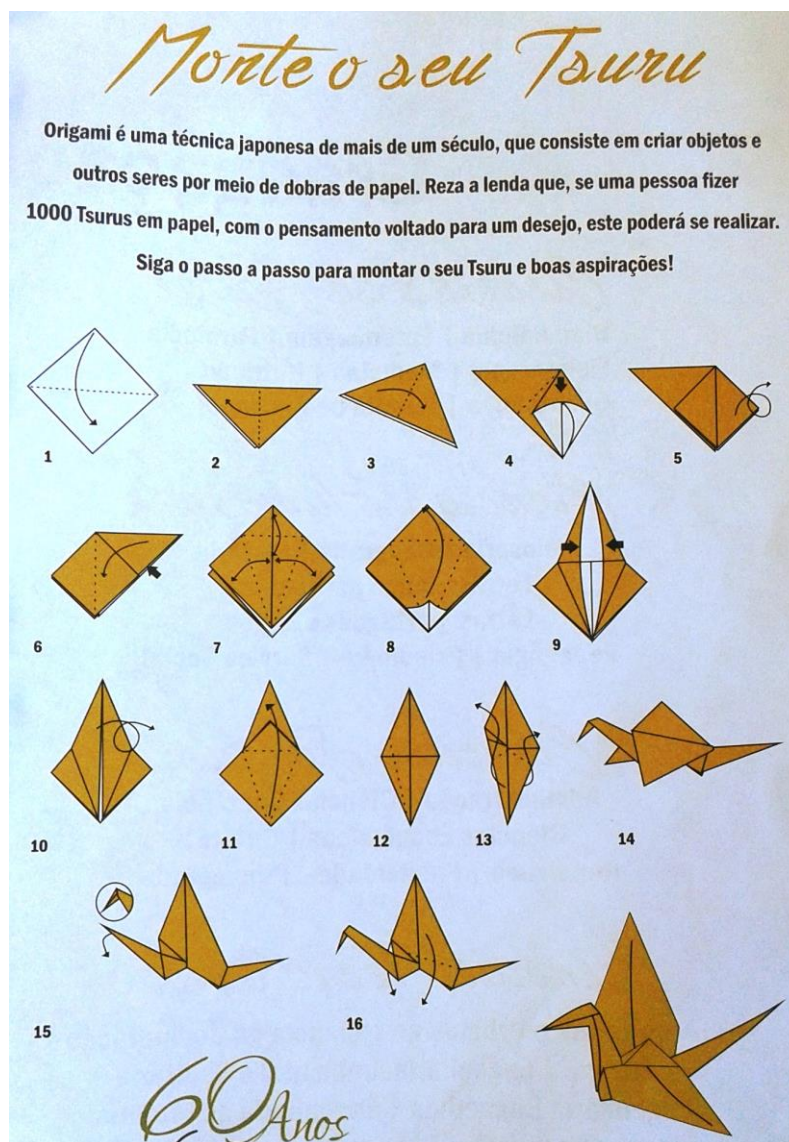 Monte o seu Tsuru
Origami é uma técnica japonesa de mais de um século, que consiste em criar objetos e
outros seres por meio de dobras de papel. Reza a lenda que, se uma pessoa fizer
1000 Tsurus em papel, com o pensamento voltado para um desejo, este poderá se realizar.
Siga o passo a passo para montar o seu Tsuru e boas aspirações!
1
2
3
4
5
6
7
8
9
10
11
12
13
14
15
16
60 Anos